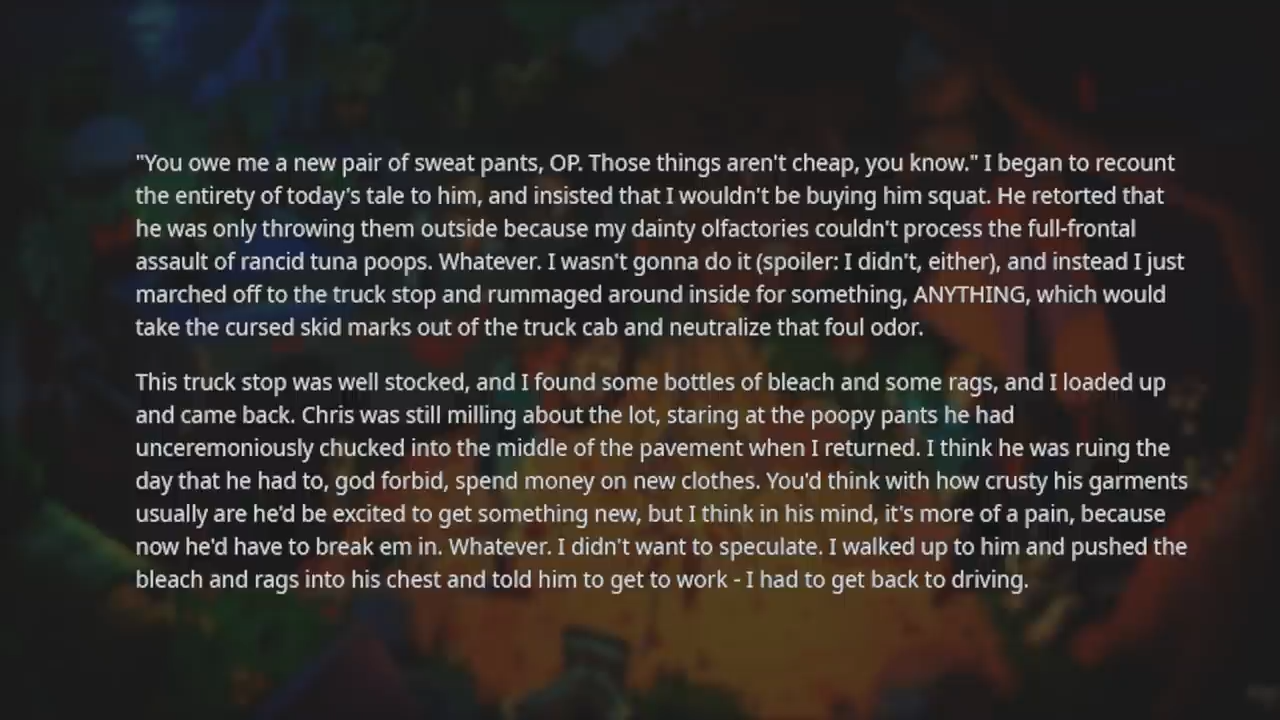 "You owe me a new pair of sweat pants, OP. Those things aren't cheap, you know." I began to recount
the entirety of today's tale to him, and insisted that I wouldn't be buying him squat. He retorted that
he was only throwing them outside because my dainty olfactories couldn't process the full-frontal
assault of rancid tuna poops. Whatever. I wasn't gonna do it (spoiler: I didn't, either), and instead I just
marched off to the truck stop and rummaged around inside for something, ANYTHING, which would
take the cursed skid marks out of the truck cab and neutralize that foul odor.
This truck stop was well stocked, and I found some bottles of bleach and some rags, and I loaded up
and came back. Chris was still milling about the lot, staring at the poopy pants he had
unceremoniously chucked into the middle of the pavement when I returned. I think he was ruing the
day that he had to, god forbid, spend money on new clothes. You'd think with how crusty his garments
usually are he'd be excited to get something new, but I think in his mind, it's more of a pain, because
now he'd have to break em in. Whatever. I didn't want to speculate. I walked up to him and pushed the
bleach and rags into his chest and told him to get to work - I had to get back to driving.